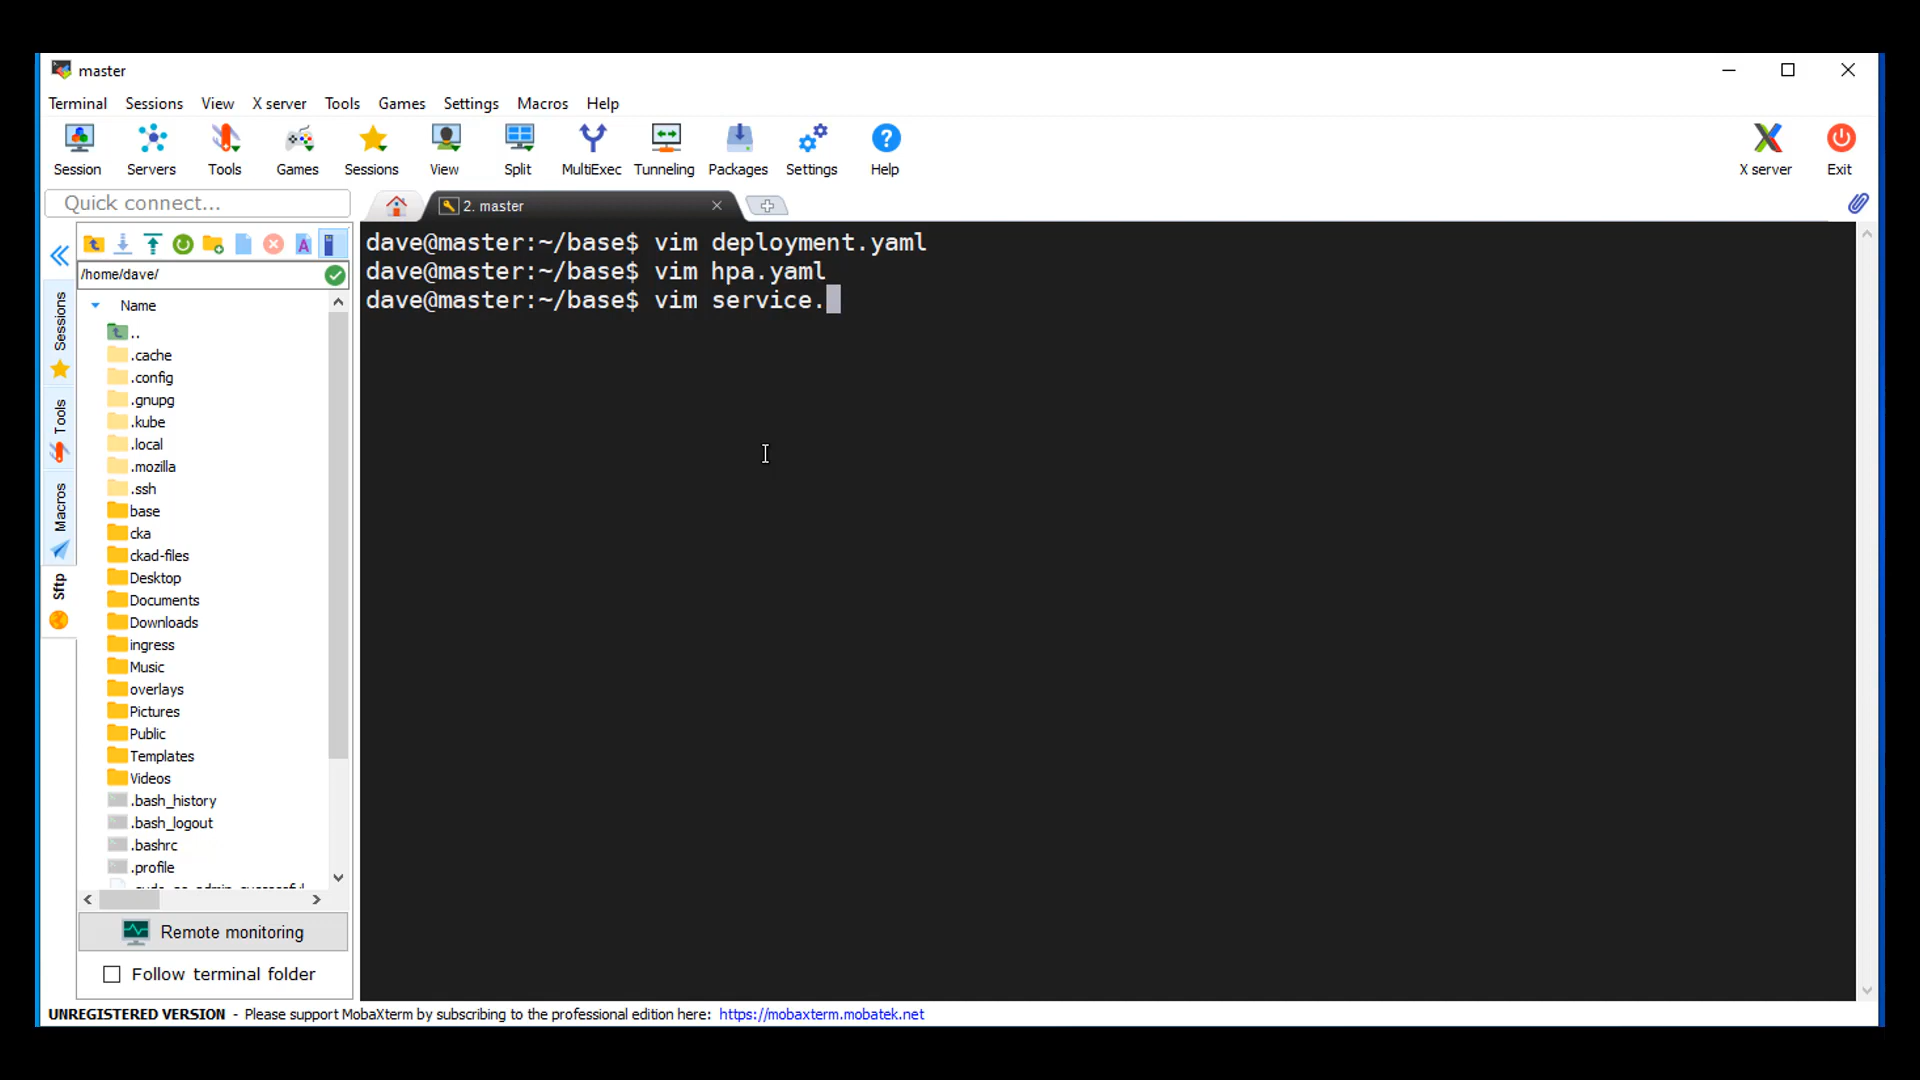 master
Terminal Sessions View X server Tools Games Settings Macros Help
Session Servers Tools Games Sessions View Split MultiExec Tunneling Packages Settings Help X server Exit
Quick connect...
2. master
/home/dave/
Name
..
.cache
.config
.gnupg
.kube
.local
.mozilla
.ssh
base
cka
ckad-files
Desktop
Documents
Downloads
ingress
Music
overlays
Pictures
Public
Templates
Videos
.bash_history
.bash_logout
.bashrc
.profile
Sessions
Tools
Macros
Sftp
dave@master:~/base$ vim deployment.yaml
dave@master:~/base$ vim hpa.yaml
dave@master:~/base$ vim service.
Remote monitoring
Follow terminal folder
UNREGISTERED VERSION - Please support MobaXterm by subscribing to the professional edition here: https://mobaxterm.mobatek.net